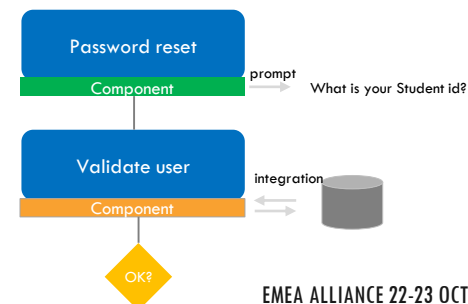 Password reset
Component
prompt
What is your Student id?
Validate user
Component
integration
OK?
EMEA ALLIANCE 22-23 OCT